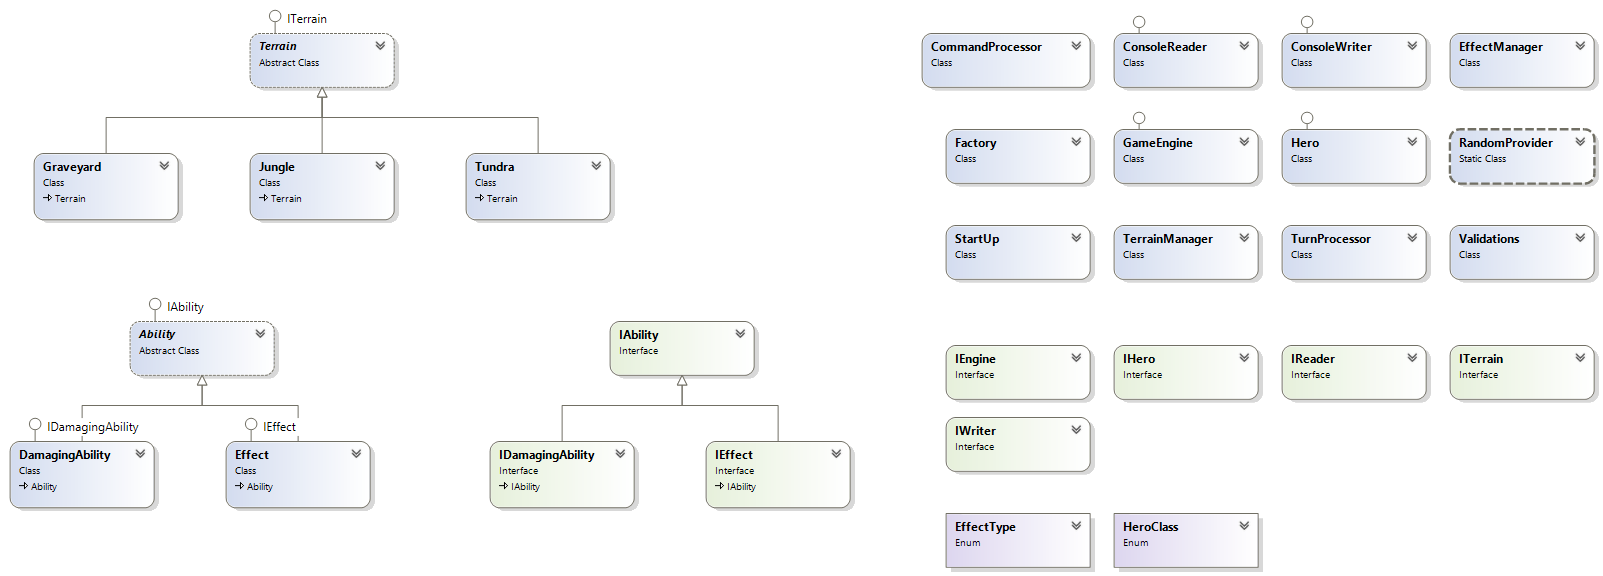 ITerrain
Terrain
Abstract Class
Graveyard
Class
Terrain
Jungle
Class
Terrain
Tundra
Class
Terrain
IAbility
Ability
Abstract Class
IDamagingAbility
DamagingAbility
Class
Ability
IEffect
Effect
Class
Ability
IAbility
Interface
IDamagingAbility
Interface
IAbility
IEffect
Interface
IAbility
CommandProcessor
Class
ConsoleReader
Class
ConsoleWriter
Class
EffectManager
Class
Factory
Class
GameEngine
Class
Hero
Class
RandomProvider
Static Class
StartUp
Class
TerrainManager
Class
TurnProcessor
Class
Validations
Class
IEngine
Interface
IHero
Interface
IReader
Interface
ITerrain
Interface
IWriter
Interface
EffectType
Enum
HeroClass
Enum